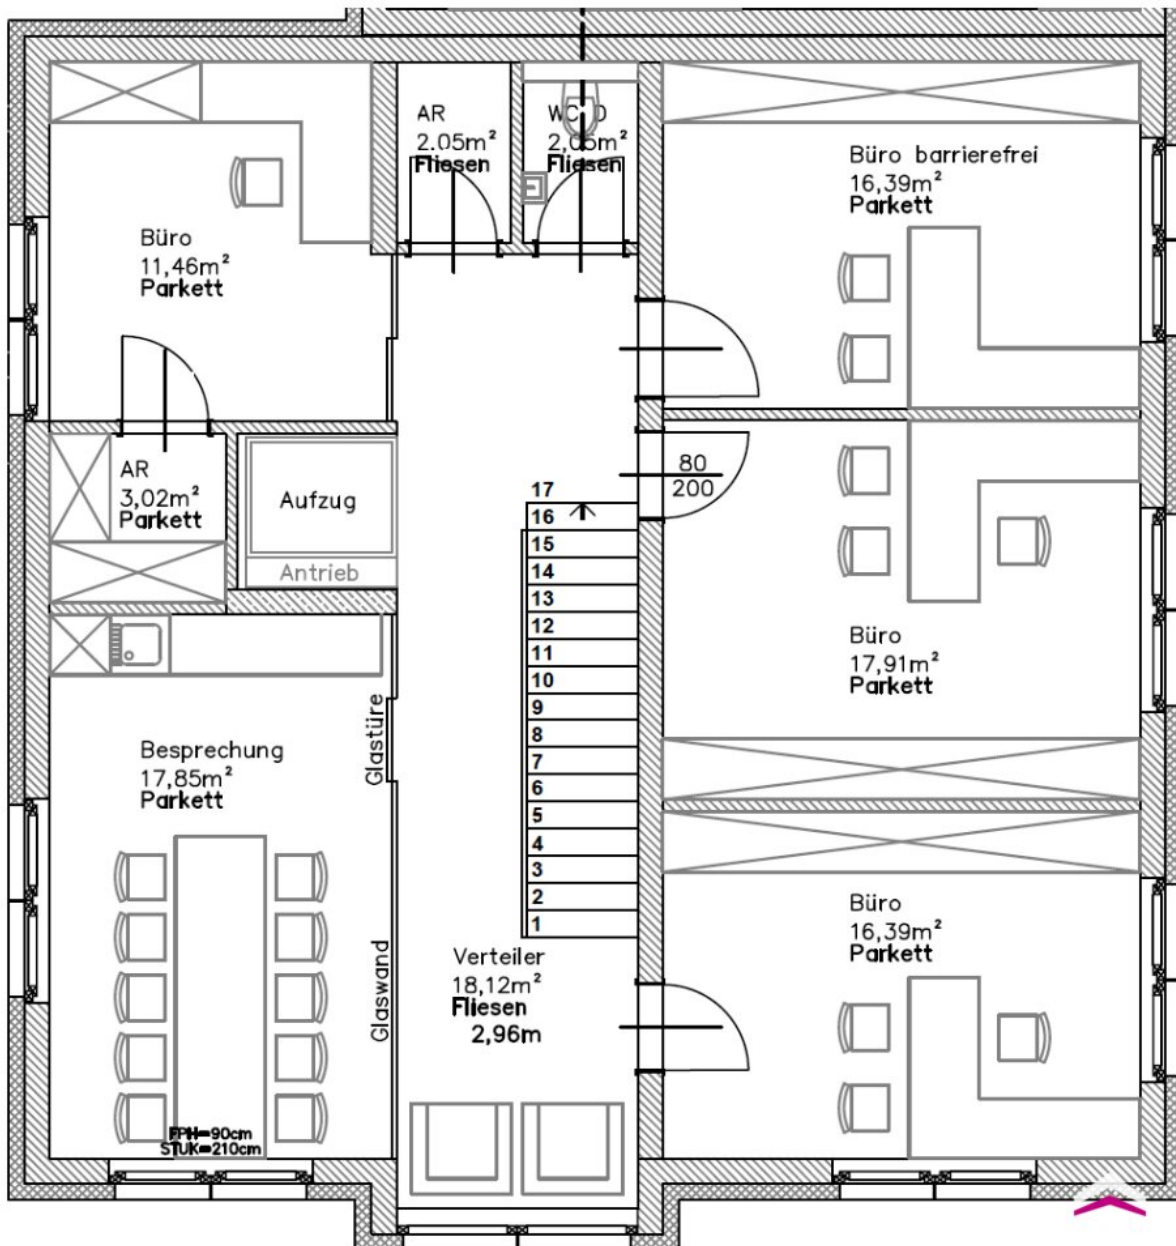 AR
2.05m²
Fliesen
WC D
2,05m²
Fliesen
Büro barrierefrei
16,39m²
Parkett
Büro
11,46m²
Parkett
AR
3,02m²
Parkett
Aufzug
Antrieb
80
200
17
16
15
14
13
12
11
10
9
8
7
6
5
4
3
2
1
Büro
17,91m²
Parkett
Besprechung
17,85m²
Parkett
Glastüre
Glaswand
Büro
16,39m²
Parkett
Verteiler
18,12m²
Fliesen
2,96m
FPH=90cm
STUK=210cm